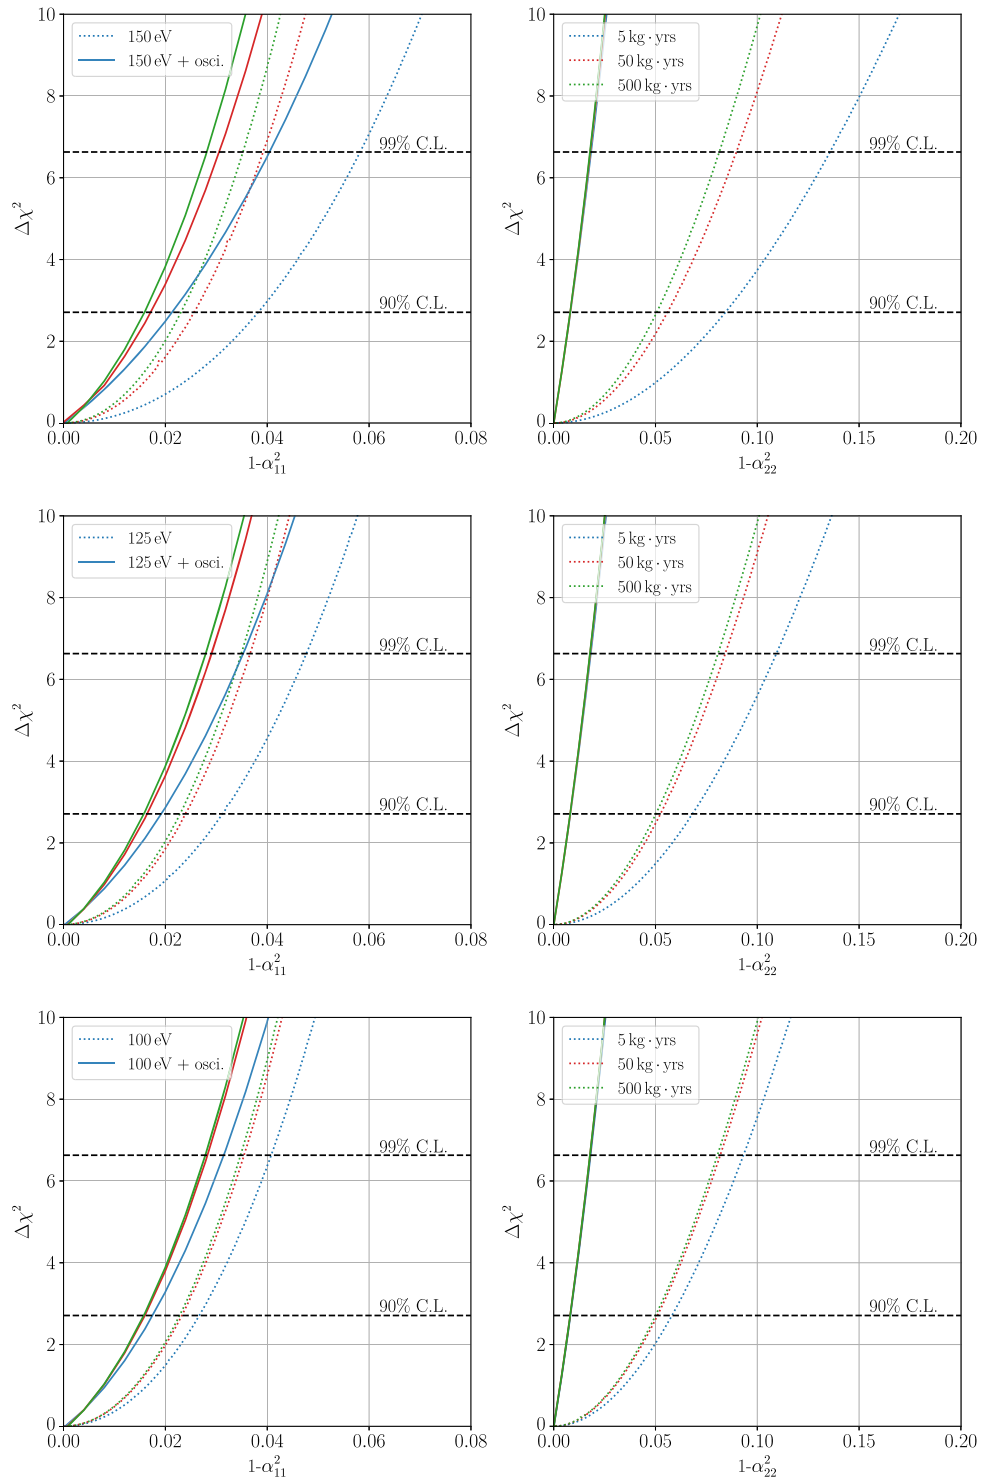 10
8
6
4
2
0
Δχ²
150 eV
150 eV + osci.
99% C.L.
90% C.L.
0.00 0.02 0.04 0.06 0.08
1-α²₁₁
10
8
6
4
2
0
Δχ²
5 kg · yrs
50 kg · yrs
500 kg · yrs
99% C.L.
90% C.L.
0.00 0.05 0.10 0.15 0.20
1-α²₂₂
10
8
6
4
2
0
Δχ²
125 eV
125 eV + osci.
99% C.L.
90% C.L.
0.00 0.02 0.04 0.06 0.08
1-α²₁₁
10
8
6
4
2
0
Δχ²
5 kg · yrs
50 kg · yrs
500 kg · yrs
99% C.L.
90% C.L.
0.00 0.05 0.10 0.15 0.20
1-α²₂₂
10
8
6
4
2
0
Δχ²
100 eV
100 eV + osci.
99% C.L.
90% C.L.
0.00 0.02 0.04 0.06 0.08
1-α²₁₁
10
8
6
4
2
0
Δχ²
5 kg · yrs
50 kg · yrs
500 kg · yrs
99% C.L.
90% C.L.
0.00 0.05 0.10 0.15 0.20
1-α²₂₂